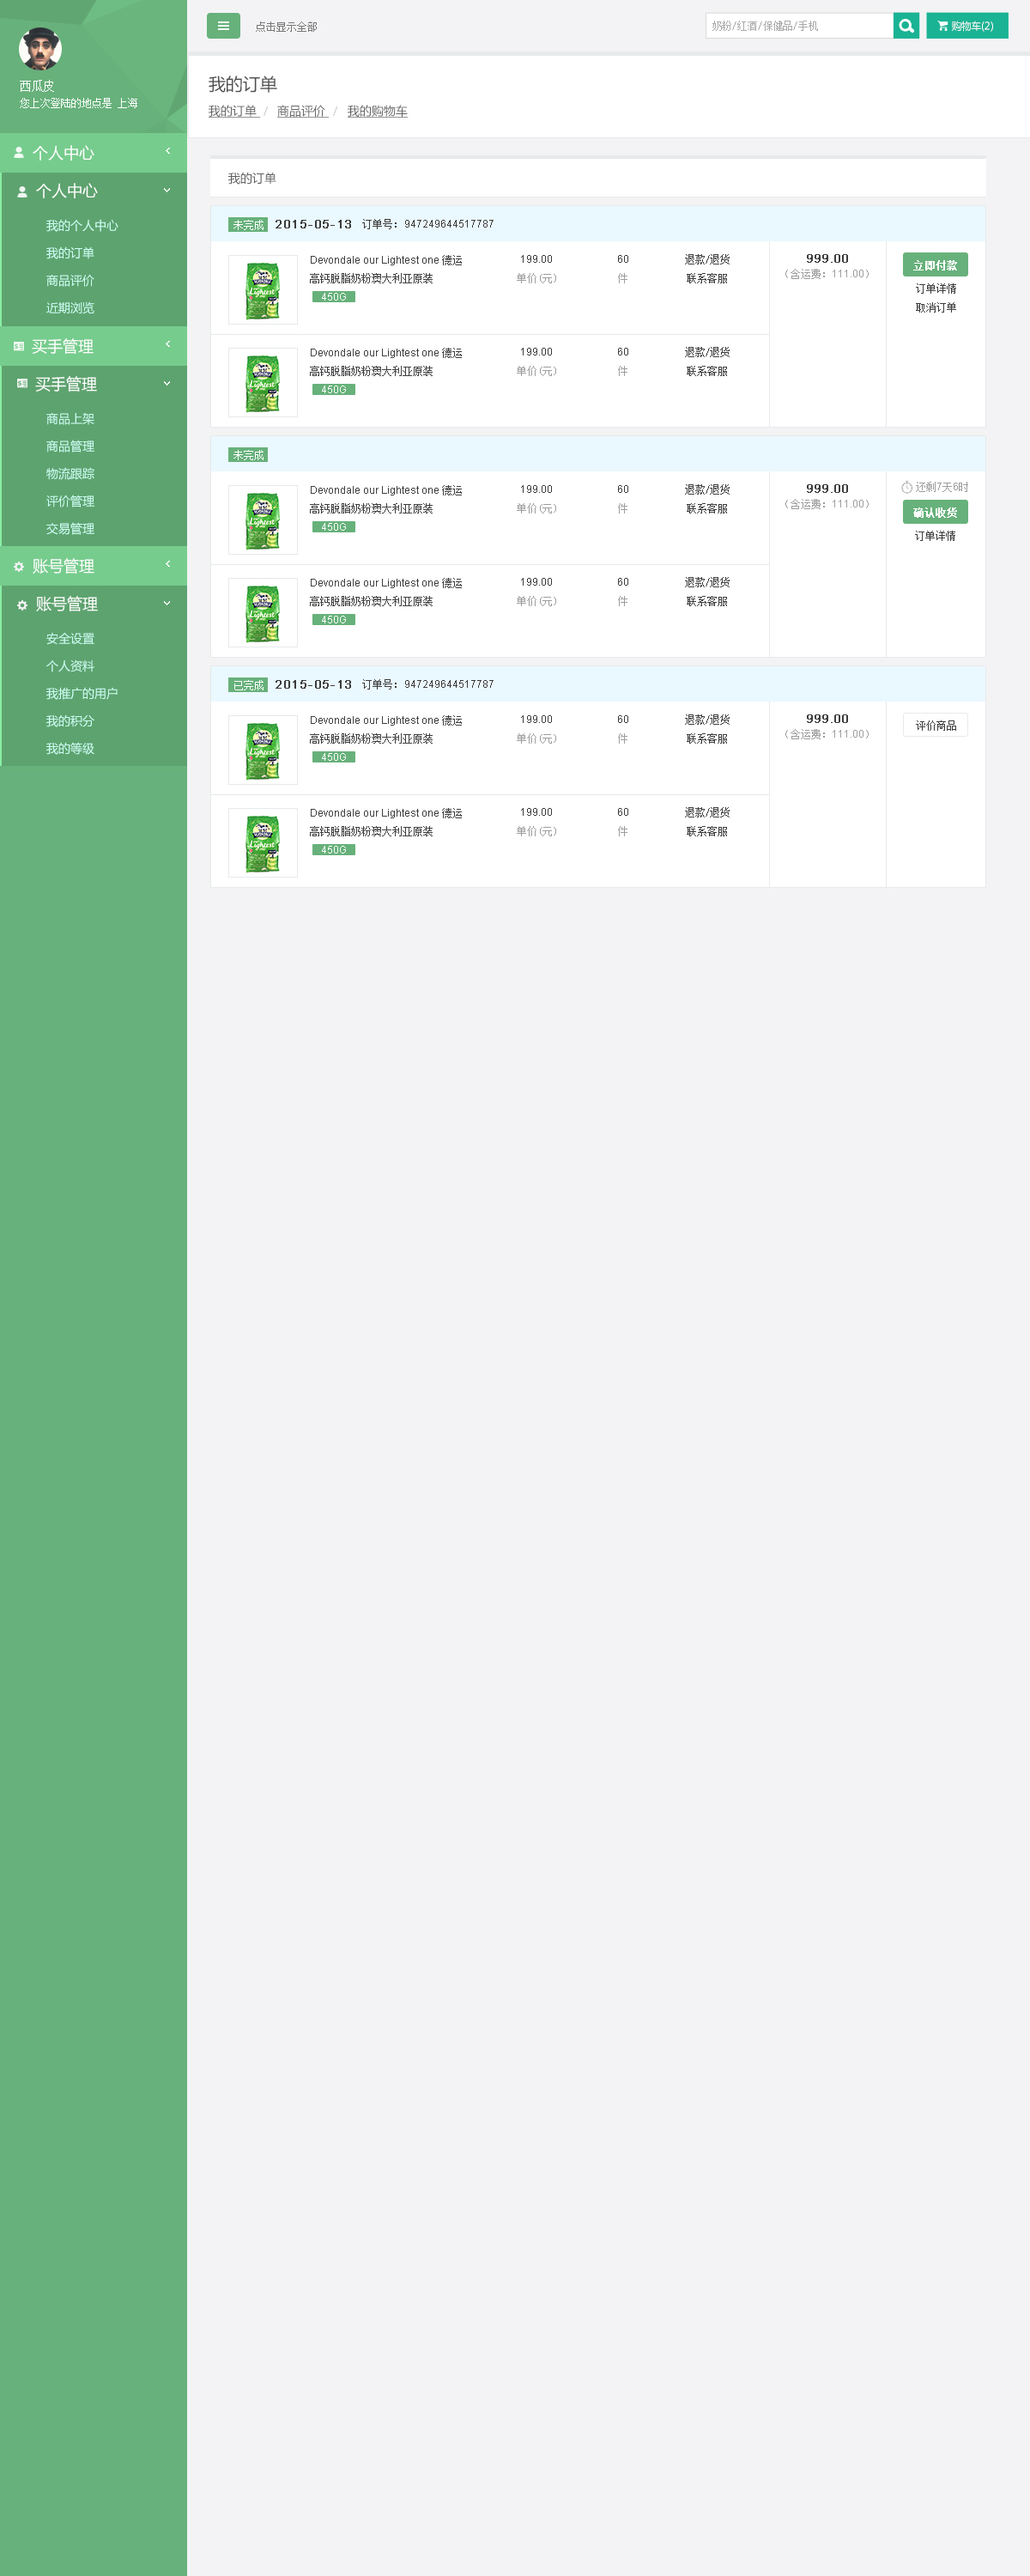 西瓜皮
您上次登陆的地点是 上海
个人中心
个人中心
我的个人中心
我的订单
商品评价
近期浏览
买手管理
买手管理
商品上架
商品管理
物流跟踪
评价管理
交易管理
账号管理
账号管理
安全设置
个人资料
我推广的用户
我的积分
我的等级
点击显示全部
奶粉/红酒/保健品/手机
购物车(2)
我的订单
我的订单 / 商品评价 / 我的购物车
我的订单
未完成 2015-05-13 订单号: 947249644517787
Devondale our Lightest one 德运 199.00 60 退款/退货
高钙脱脂奶粉澳大利亚原装 单价(元) 件 联系客服
450G
999.00
(含运费: 111.00)
立即付款
订单详情
取消订单
Devondale our Lightest one 德运 199.00 60 退款/退货
高钙脱脂奶粉澳大利亚原装 单价(元) 件 联系客服
450G
未完成
Devondale our Lightest one 德运 199.00 60 退款/退货
高钙脱脂奶粉澳大利亚原装 单价(元) 件 联系客服
450G
999.00
(含运费: 111.00)
还剩7天6时
确认收货
订单详情
Devondale our Lightest one 德运 199.00 60 退款/退货
高钙脱脂奶粉澳大利亚原装 单价(元) 件 联系客服
450G
已完成 2015-05-13 订单号: 947249644517787
Devondale our Lightest one 德运 199.00 60 退款/退货
高钙脱脂奶粉澳大利亚原装 单价(元) 件 联系客服
450G
999.00
(含运费: 111.00)
评价商品
Devondale our Lightest one 德运 199.00 60 退款/退货
高钙脱脂奶粉澳大利亚原装 单价(元) 件 联系客服
450G